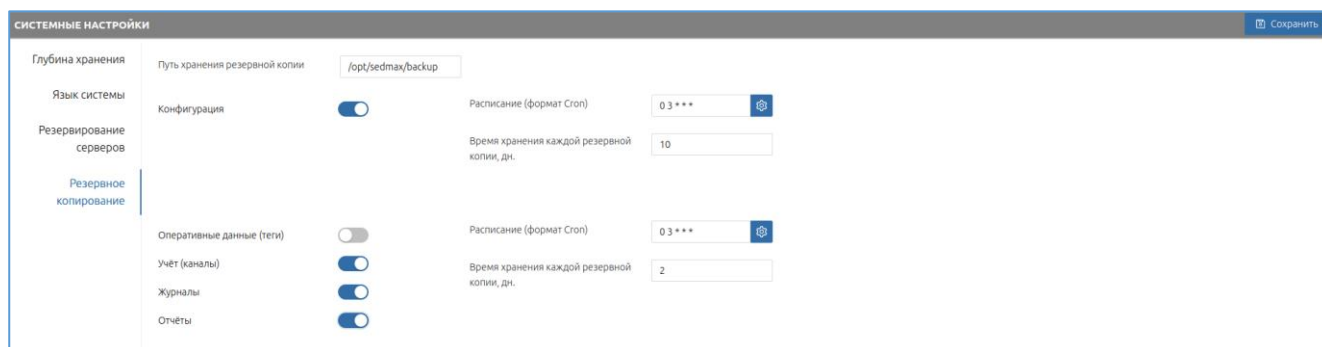 СИСТЕМНЫЕ НАСТРОЙКИ
Сохранить
Глубина хранения
Язык системы
Резервирование
серверов
Резервное
копирование
Путь хранения резервной копии
/opt/sedmax/backup
Конфигурация
Расписание (формат Cron)
0 3 * * *
Время хранения каждой резервной
копии, дн.
10
Оперативные данные (теги)
Учёт (каналы)
Журналы
Отчёты
Расписание (формат Cron)
0 3 * * *
Время хранения каждой резервной
копии, дн.
2